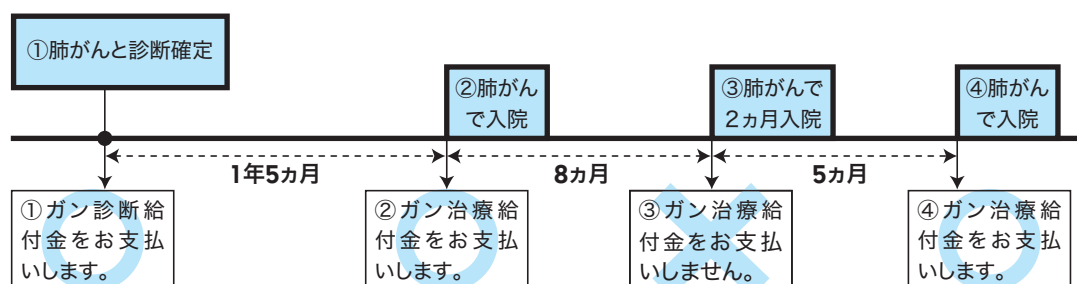 ①肺がんと診断確定
②肺がん
で入院
③肺がんで
2ヵ月入院
④肺がん
で入院
1年5ヵ月
8ヵ月
5ヵ月
①ガン診断給
付金をお支払
いします。
②ガン治療給
付金をお支払
いします。
③ガン治療給
付金をお支払
いしません。
④ガン治療給
付金をお支払
いします。